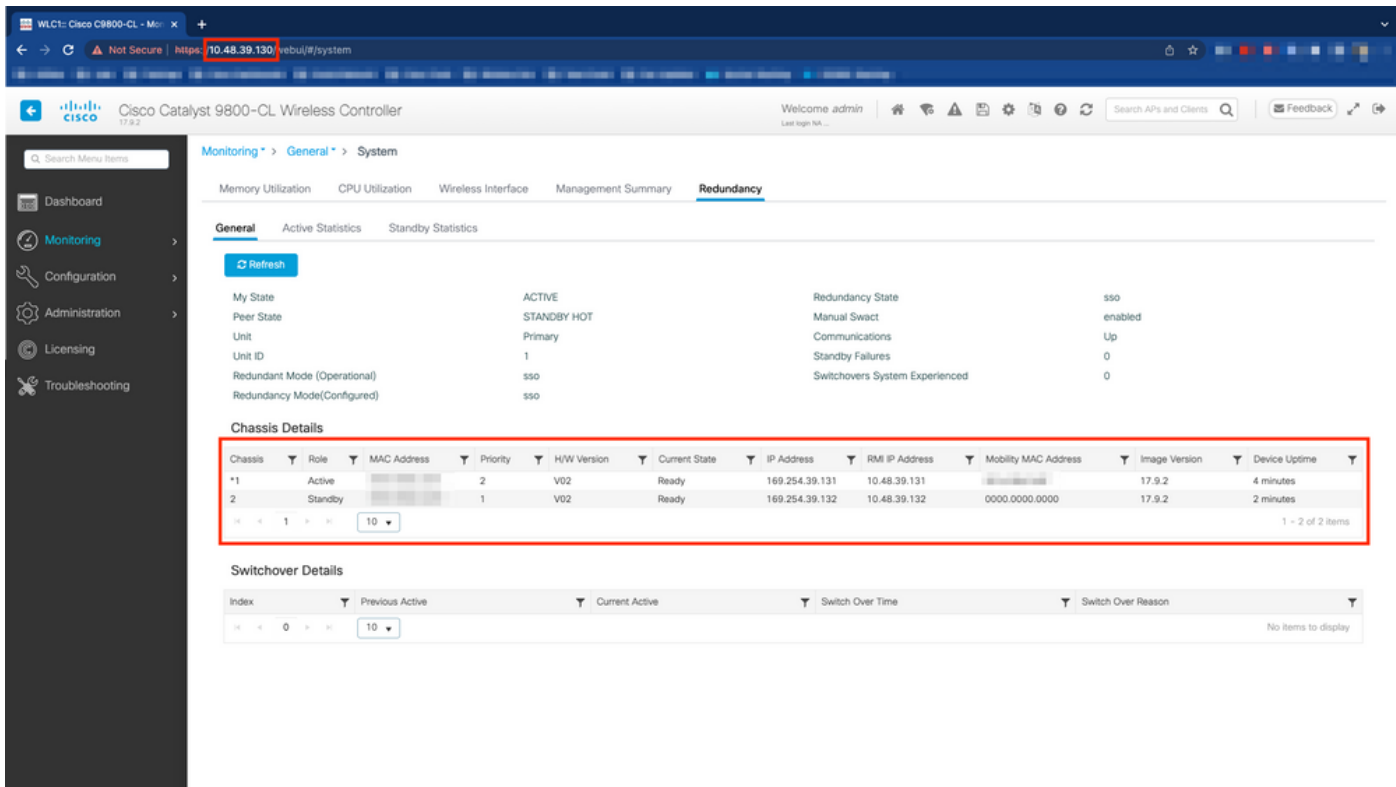 WLC1:: Cisco C9800-CL - Mon
Not Secure https://10.48.39.130/webui/#/system
cisco Cisco Catalyst 9800-CL Wireless Controller
17.9.2
Welcome admin
Last login NA ...
Search APs and Clients
Feedback
Search Menu Items
Dashboard
Monitoring
Configuration
Administration
Licensing
Troubleshooting
Monitoring > General > System
Memory Utilization CPU Utilization Wireless Interface Management Summary Redundancy
General Active Statistics Standby Statistics
Refresh
My State ACTIVE Redundancy State sso
Peer State STANDBY HOT Manual Swact enabled
Unit Primary Communications Up
Unit ID 1 Standby Failures 0
Redundant Mode (Operational) sso Switchovers System Experienced 0
Redundancy Mode(Configured) sso
Chassis Details
Chassis Role MAC Address Priority H/W Version Current State IP Address RMI IP Address Mobility MAC Address Image Version Device Uptime
*1 Active 2 V02 Ready 169.254.39.131 10.48.39.131 17.9.2 4 minutes
2 Standby 1 V02 Ready 169.254.39.132 10.48.39.132 0000.0000.0000 17.9.2 2 minutes
1 10 1 - 2 of 2 items
Switchover Details
Index Previous Active Current Active Switch Over Time Switch Over Reason
0 10 No items to display